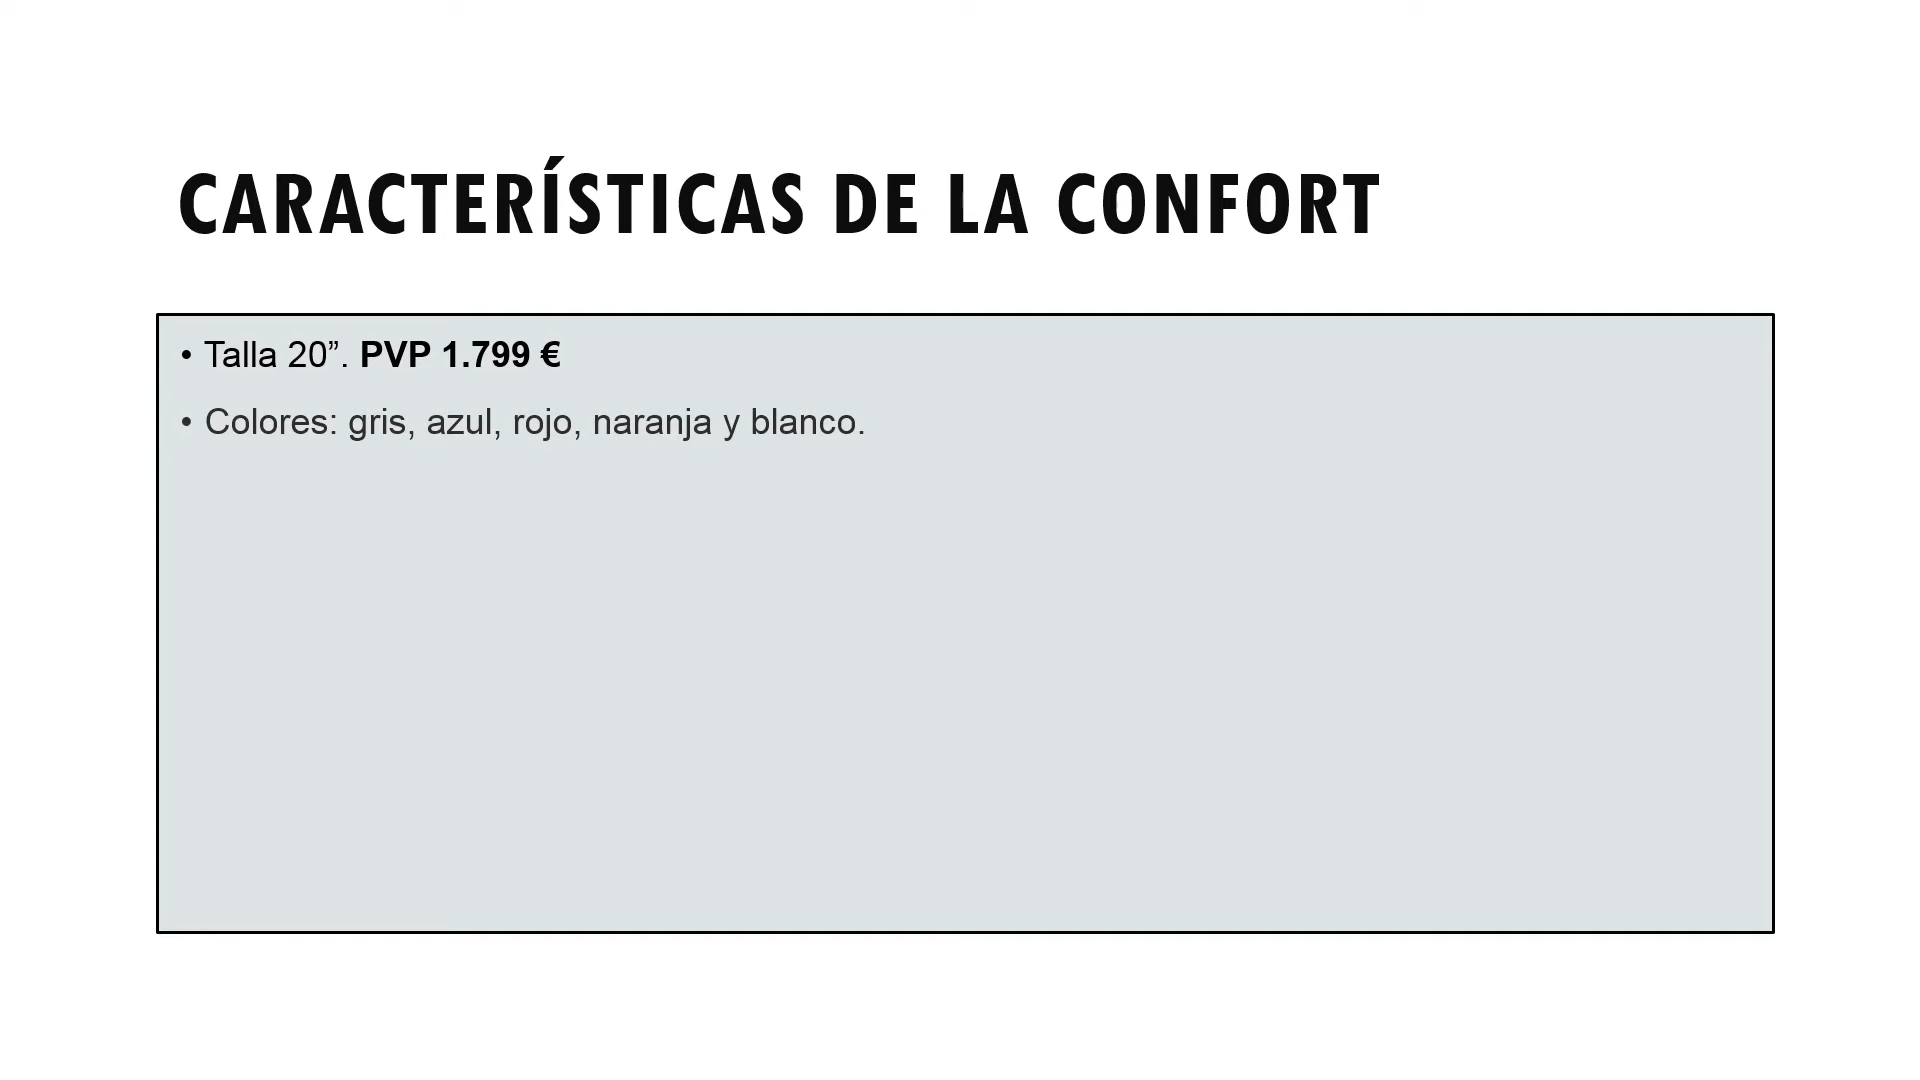 CARACTERÍSTICAS DE LA CONFORT
• Talla 20”. PVP 1.799 €
• Colores: gris, azul, rojo, naranja y blanco.